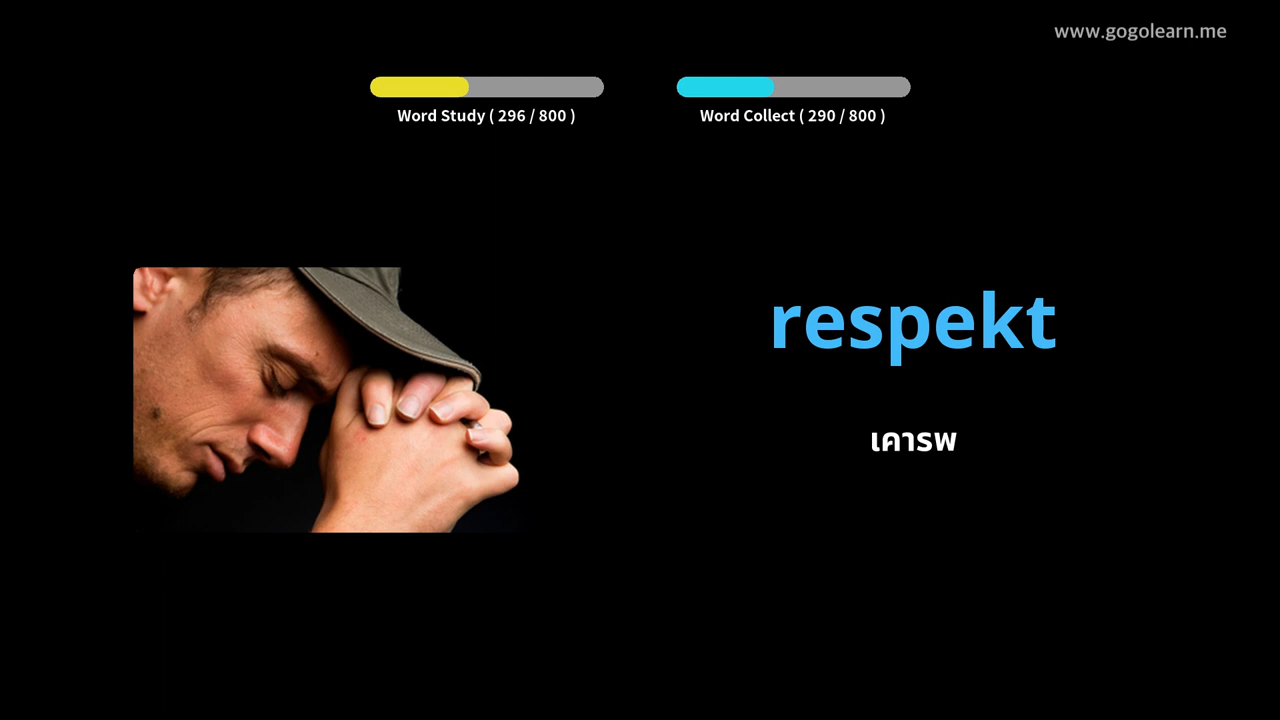 www.gogolearn.me
Word Study ( 296 / 800 )
Word Collect ( 290 / 800 )
respekt
เคารพ